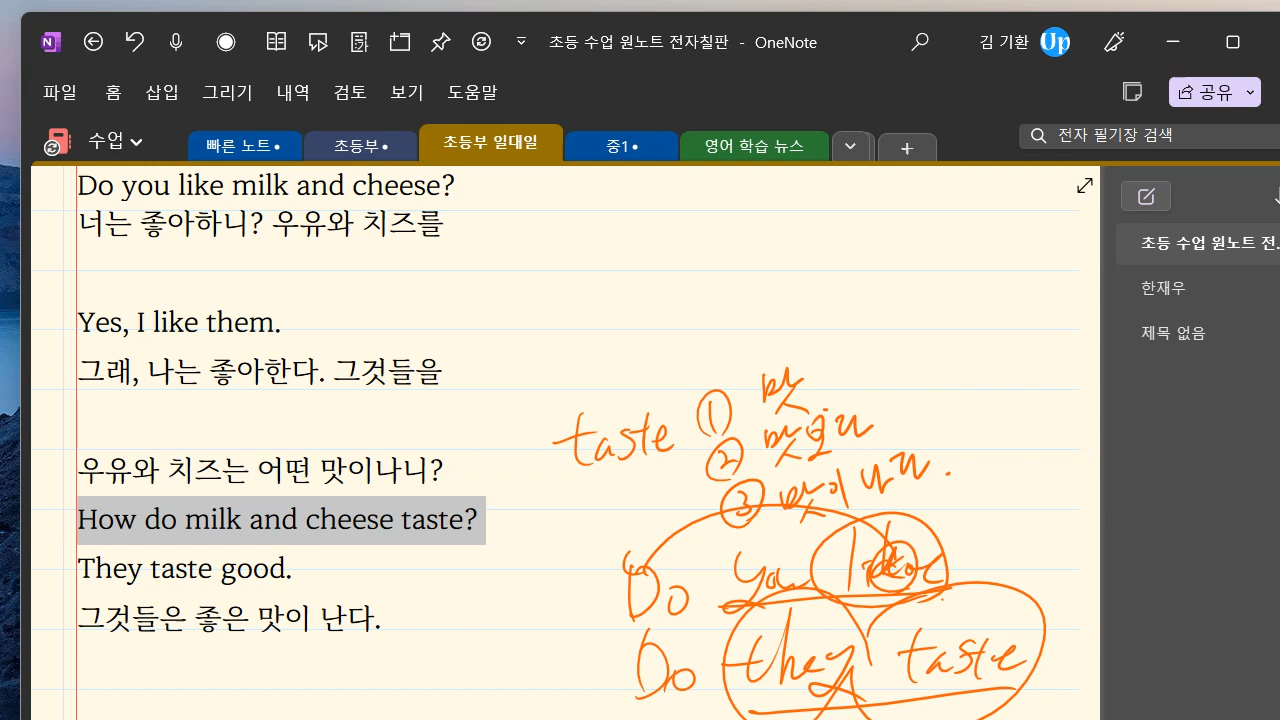 초등 수업 원노트 전자칠판 - OneNote
김 기환
Up
파일 홈 삽입 그리기 내역 검토 보기 도움말
공유
수업
빠른 노트
초등부
초등부 일대일
중1
영어 학습 뉴스
전자 필기장 검색
Do you like milk and cheese?
너는 좋아하니? 우유와 치즈를
Yes, I like them.
그래, 나는 좋아한다. 그것들을
우유와 치즈는 어떤 맛이나니?
How do milk and cheese taste?
They taste good.
그것들은 좋은 맛이 난다.
taste ① 맛
② 맛보다
③ 맛이 나다.
Do you
Do they taste
초등 수업 원노트 전..
한재우
제목 없음